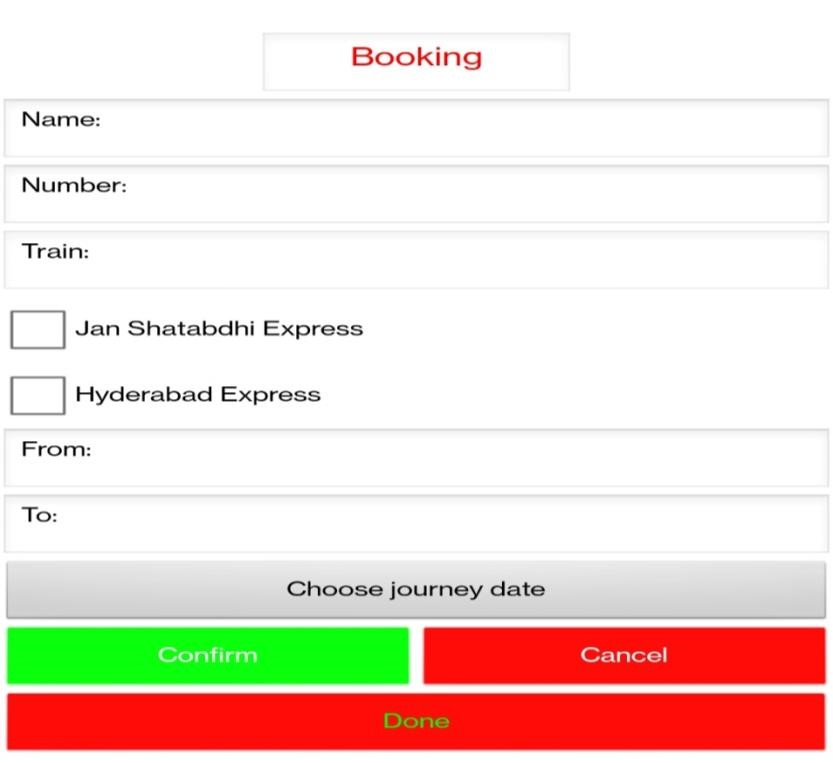 Booking
Name:
Number:
Train:
Jan Shatabdhi Express
Hyderabad Express
From:
To:
Choose journey date
Confirm Cancel
Done